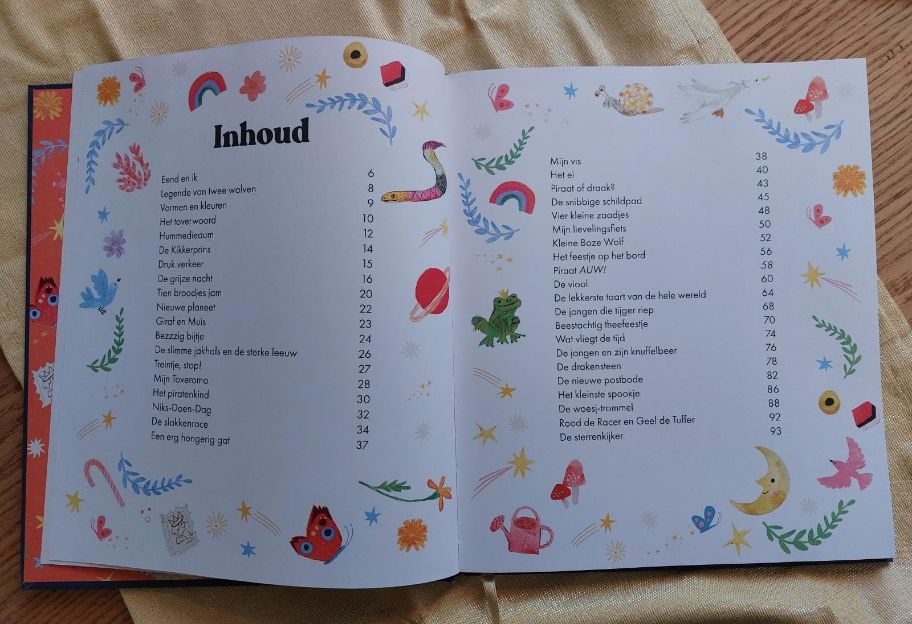 Inhoud
Eend en ik 6
Legende van twee wolven 8
Vormen en kleuren 9
Het toverwoord 10
Hummediedum 12
De Kikkerprins 14
Druk verkeer 15
De grijze nacht 16
Tien broodjes jam 20
Nieuwe planeet 22
Giraf en Muis 23
Bezzzig bijtje 24
De slimme jakhals en de sterke leeuw 26
Treintje, stop! 27
Mijn Toveroma 28
Het piratenkind 30
Niks-Doen-Dag 32
De slakkenrace 34
Een erg hongerig gat 37
Mijn vis 38
Het ei 40
Piraat of draak? 43
De snibbige schildpad 45
Vier kleine zaadjes 48
Mijn lievelingsfiets 50
Kleine Boze Wolf 52
Het feestje op het bord 56
Piraat AUW! 58
De viool 60
De lekkerste taart van de hele wereld 64
De jongen die tijger riep 68
Beestachtig theefeestje 70
Wat vliegt de tijd 74
De jongen en zijn knuffelbeer 76
De drakensteen 78
De nieuwe postbode 82
Het kleinste spookje 86
De woesj-trommel 88
Rood de Racer en Geel de Tuffer 92
De sterrenkijker 93